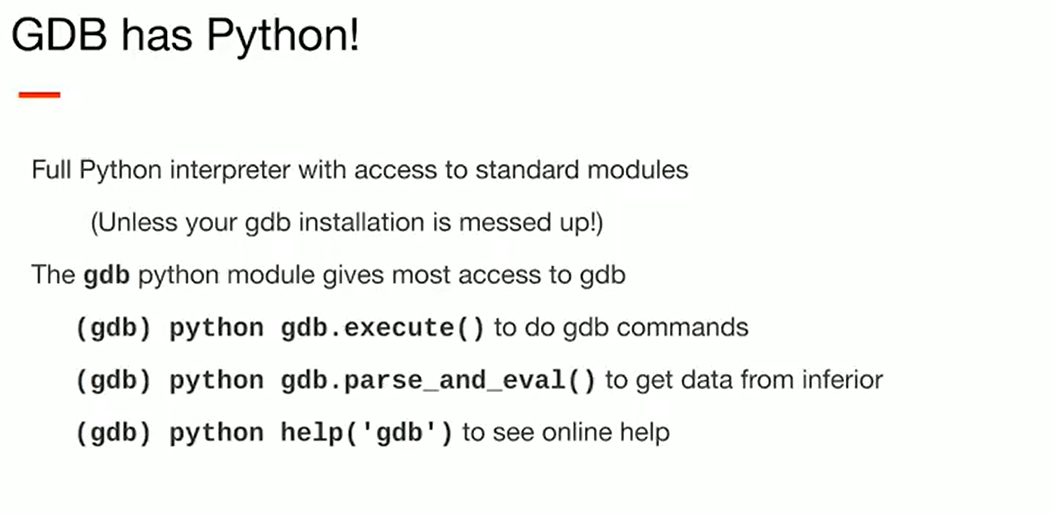 GDB has Python!
Full Python interpreter with access to standard modules
(Unless your gdb installation is messed up!)
The gdb python module gives most access to gdb
(gdb) python gdb.execute() to do gdb commands
(gdb) python gdb.parse_and_eval() to get data from inferior
(gdb) python help('gdb') to see online help